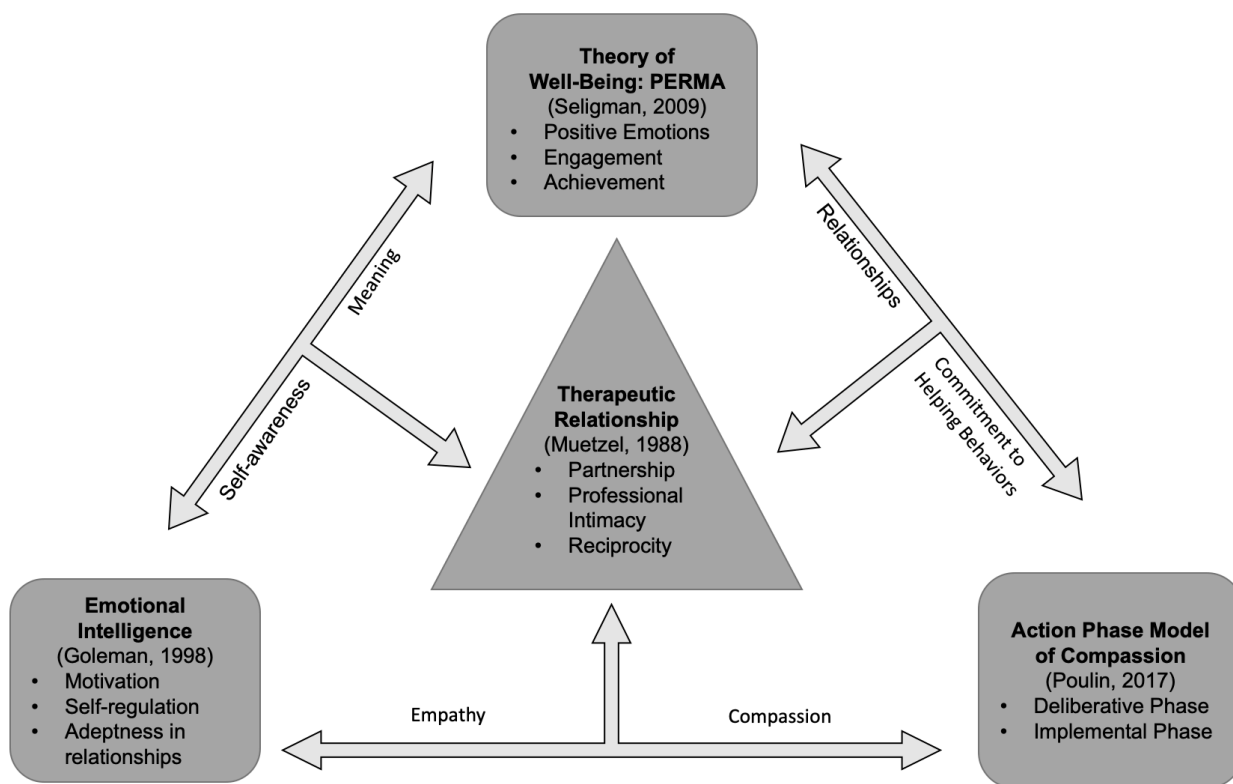 Theory of
Well-Being: PERMA
(Seligman, 2009)
• Positive Emotions
• Engagement
• Achievement
Meaning
Self-awareness
Relationships
Commitment to
Helping Behaviors
Therapeutic
Relationship
(Muetzel, 1988)
• Partnership
• Professional
Intimacy
• Reciprocity
Emotional
Intelligence
(Goleman, 1998)
• Motivation
• Self-regulation
• Adeptness in
relationships
Empathy
Compassion
Action Phase Model
of Compassion
(Poulin, 2017)
• Deliberative Phase
• Implemental Phase